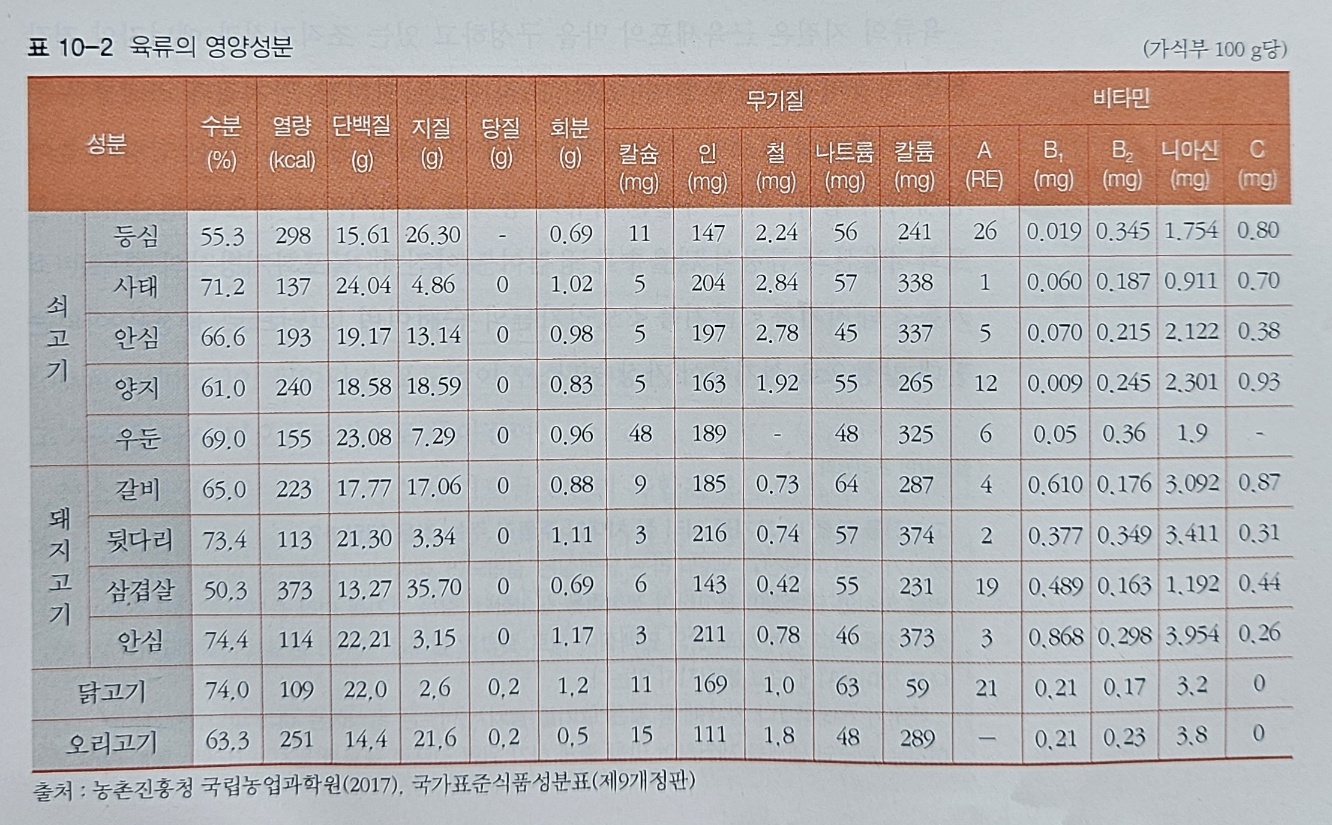 표 10-2 육류의 영양성분 (가식부 100 g당)
성분 수분 (%) 열량 (kcal) 단백질 (g) 지질 (g) 당질 (g) 회분 (g) 무기질 비타민
칼슘 (mg) 인 (mg) 철 (mg) 나트륨 (mg) 칼륨 (mg) A (RE) B₁ (mg) B₂ (mg) 니아신 (mg) C (mg)
쇠고기
등심 55.3 298 15.61 26.30 - 0.69 11 147 2.24 56 241 26 0.019 0.345 1.754 0.80
사태 71.2 137 24.04 4.86 0 1.02 5 204 2.84 57 338 1 0.060 0.187 0.911 0.70
안심 66.6 193 19.17 13.14 0 0.98 5 197 2.78 45 337 5 0.070 0.215 2.122 0.38
양지 61.0 240 18.58 18.59 0 0.83 5 163 1.92 55 265 12 0.009 0.245 2.301 0.93
우둔 69.0 155 23.08 7.29 0 0.96 48 189 - 48 325 6 0.05 0.36 1.9 -
돼지고기
갈비 65.0 223 17.77 17.06 0 0.88 9 185 0.73 64 287 4 0.610 0.176 3.092 0.87
뒷다리 73.4 113 21.30 3.34 0 1.11 3 216 0.74 57 374 2 0.377 0.349 3.411 0.31
삼겹살 50.3 373 13.27 35.70 0 0.69 6 143 0.42 55 231 19 0.489 0.163 1.192 0.44
안심 74.4 114 22.21 3.15 0 1.17 3 211 0.78 46 373 3 0.868 0.298 3.954 0.26
닭고기 74.0 109 22.0 2.6 0.2 1.2 11 169 1.0 63 59 21 0.21 0.17 3.2 0
오리고기 63.3 251 14.4 21.6 0.2 0.5 15 111 1.8 48 289 — 0.21 0.23 3.8 0
출처 : 농촌진흥청 국립농업과학원(2017), 국가표준식품성분표(제9개정판)